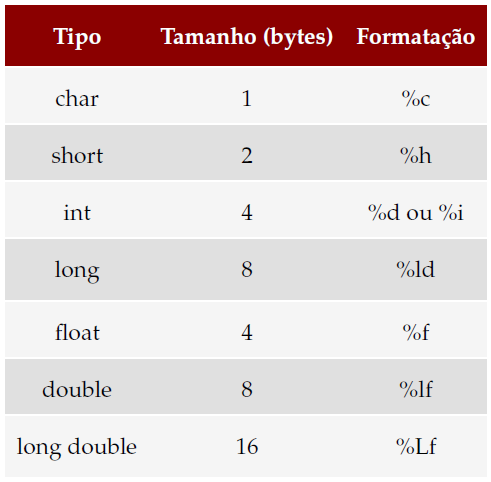 Tipo Tamanho (bytes) Formatação
char 1 %c
short 2 %h
int 4 %d ou %i
long 8 %ld
float 4 %f
double 8 %lf
long double 16 %Lf